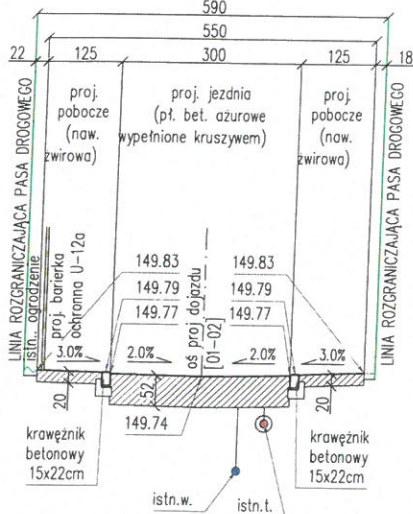 590
550
22 125 300 125 18
LINIA ROZGRANICZAJĄCA PASA DROGOWEGO
proj.
pobocze
(naw.
żwirowa)
proj. jezdnia
(pł. bet. ażurowe
wypełnione kruszywem)
proj.
pobocze
(naw.
żwirowa)
LINIA ROZGRANICZAJĄCA PASA DROGOWEGO
istn. ogrodzenie
proj. barierka
ochronna U-12a
149.83
149.79
149.77
oś proj dojazdu
[01-02]
149.83
149.79
149.77
3.0% 2.0% 2.0% 3.0%
20 52 20
149.74
krawężnik
betonowy
15x22cm
krawężnik
betonowy
15x22cm
istn.w.
istn.t.